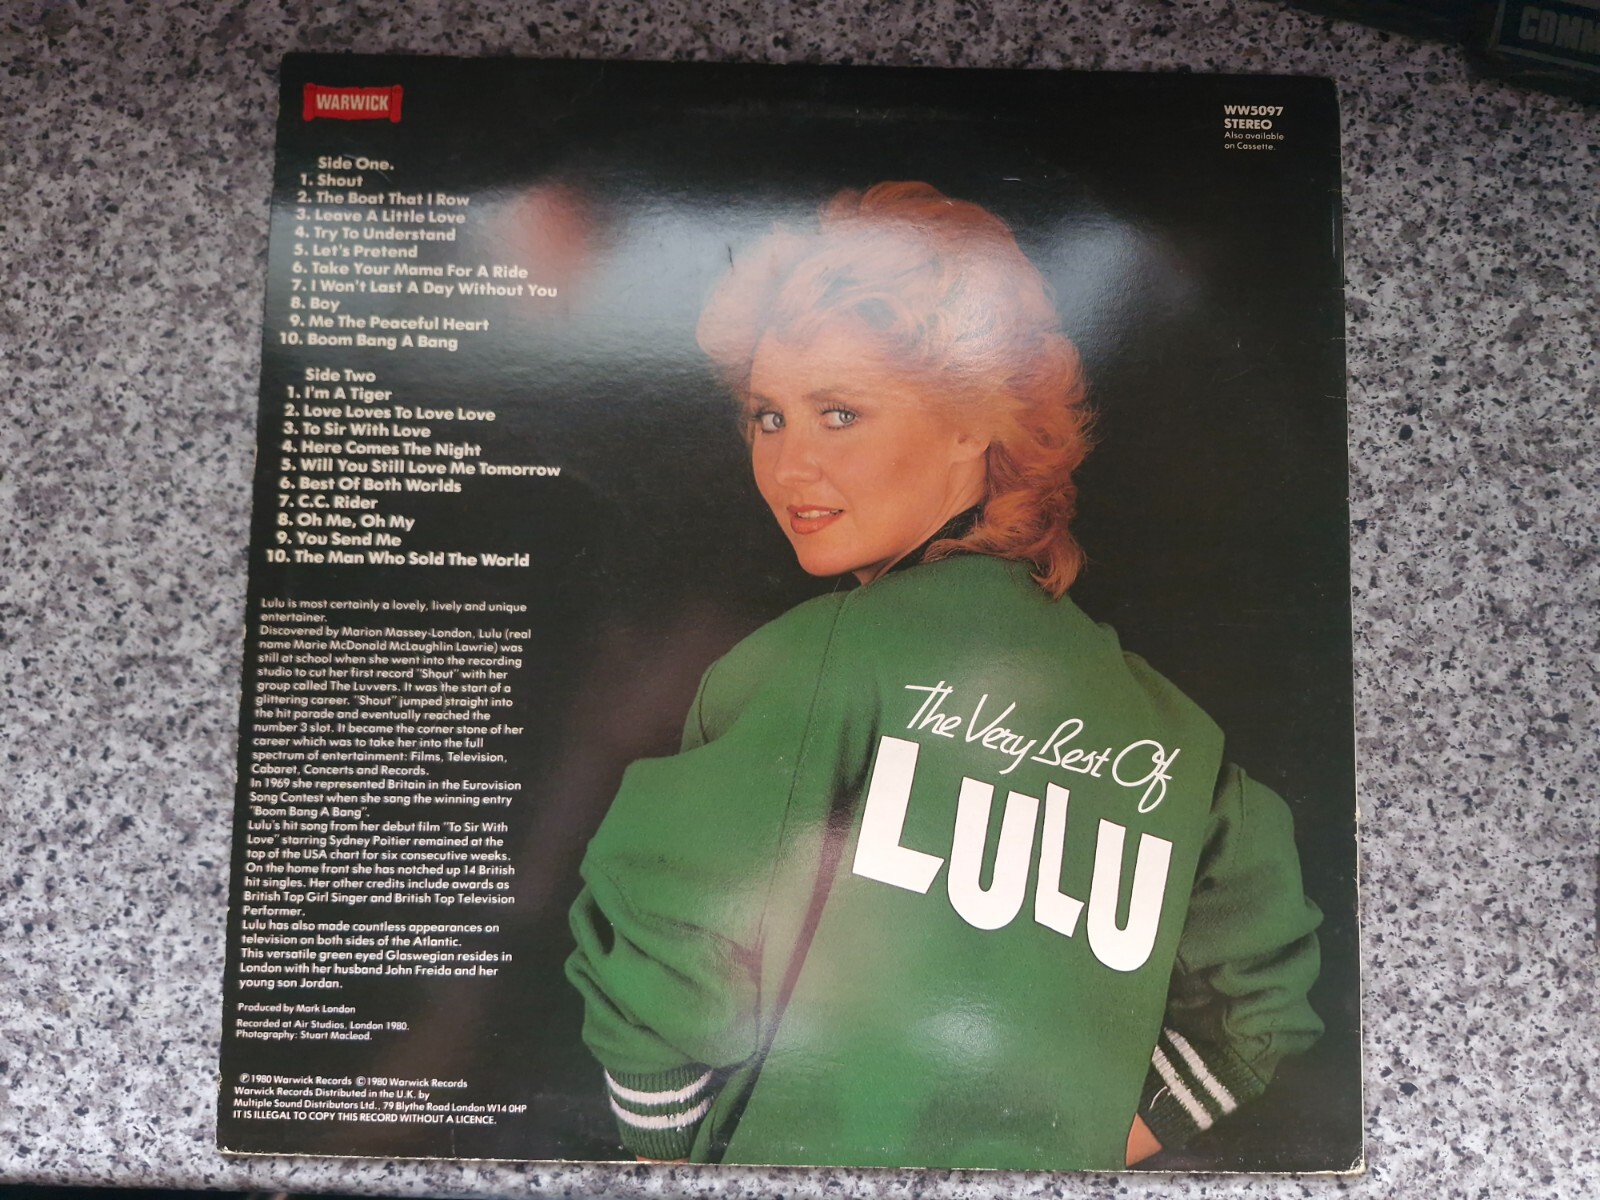 WARWICK
WW5097
STEREO
Also available
on Cassette.
Side One.
1. Shout
2. The Boat That I Row
3. Leave A Little Love
4. Try To Understand
5. Let's Pretend
6. Take Your Mama For A Ride
7. I Won't Last A Day Without You
8. Boy
9. Me The Peaceful Heart
10. Boom Bang A Bang
Side Two
1. I'm A Tiger
2. Love Loves To Love Love
3. To Sir With Love
4. Here Comes The Night
5. Will You Still Love Me Tomorrow
6. Best Of Both Worlds
7. C.C. Rider
8. Oh Me, Oh My
9. You Send Me
10. The Man Who Sold The World
Lulu is most certainly a lovely, lively and unique
entertainer.
Discovered by Marion Massey-London, Lulu (real
name Marie McDonald McLaughlin Lawrie) was
still at school when she went into the recording
studio to cut her first record "Shout" with her
group called The Luvvers. It was the start of a
glittering career. "Shout" jumped straight into
the hit parade and eventually reached the
number 3 slot. It became the corner stone of her
career which was to take her into the full
spectrum of entertainment: Films, Television,
Cabaret, Concerts and Records.
In 1969 she represented Britain in the Eurovision
Song Contest when she sang the winning entry
"Boom Bang A Bang".
Lulu's hit song from her debut film "To Sir With
Love" starring Sydney Poitier remained at the
top of the USA chart for six consecutive weeks.
On the home front she has notched up 14 British
hit singles. Her other credits include awards as
British Top Girl Singer and British Top Television
Performer.
Lulu has also made countless appearances on
television on both sides of the Atlantic.
This versatile green eyed Glaswegian resides in
London with her husband John Freida and her
young son Jordan.
Produced by Mark London
Recorded at Air Studios, London 1980.
Photography: Stuart Macleod.
℗1980 Warwick Records ©1980 Warwick Records
Warwick Records Distributed in the U.K. by
Multiple Sound Distributors Ltd., 79 Blythe Road London W14 0HP
IT IS ILLEGAL TO COPY THIS RECORD WITHOUT A LICENCE.
The Very Best Of
LULU